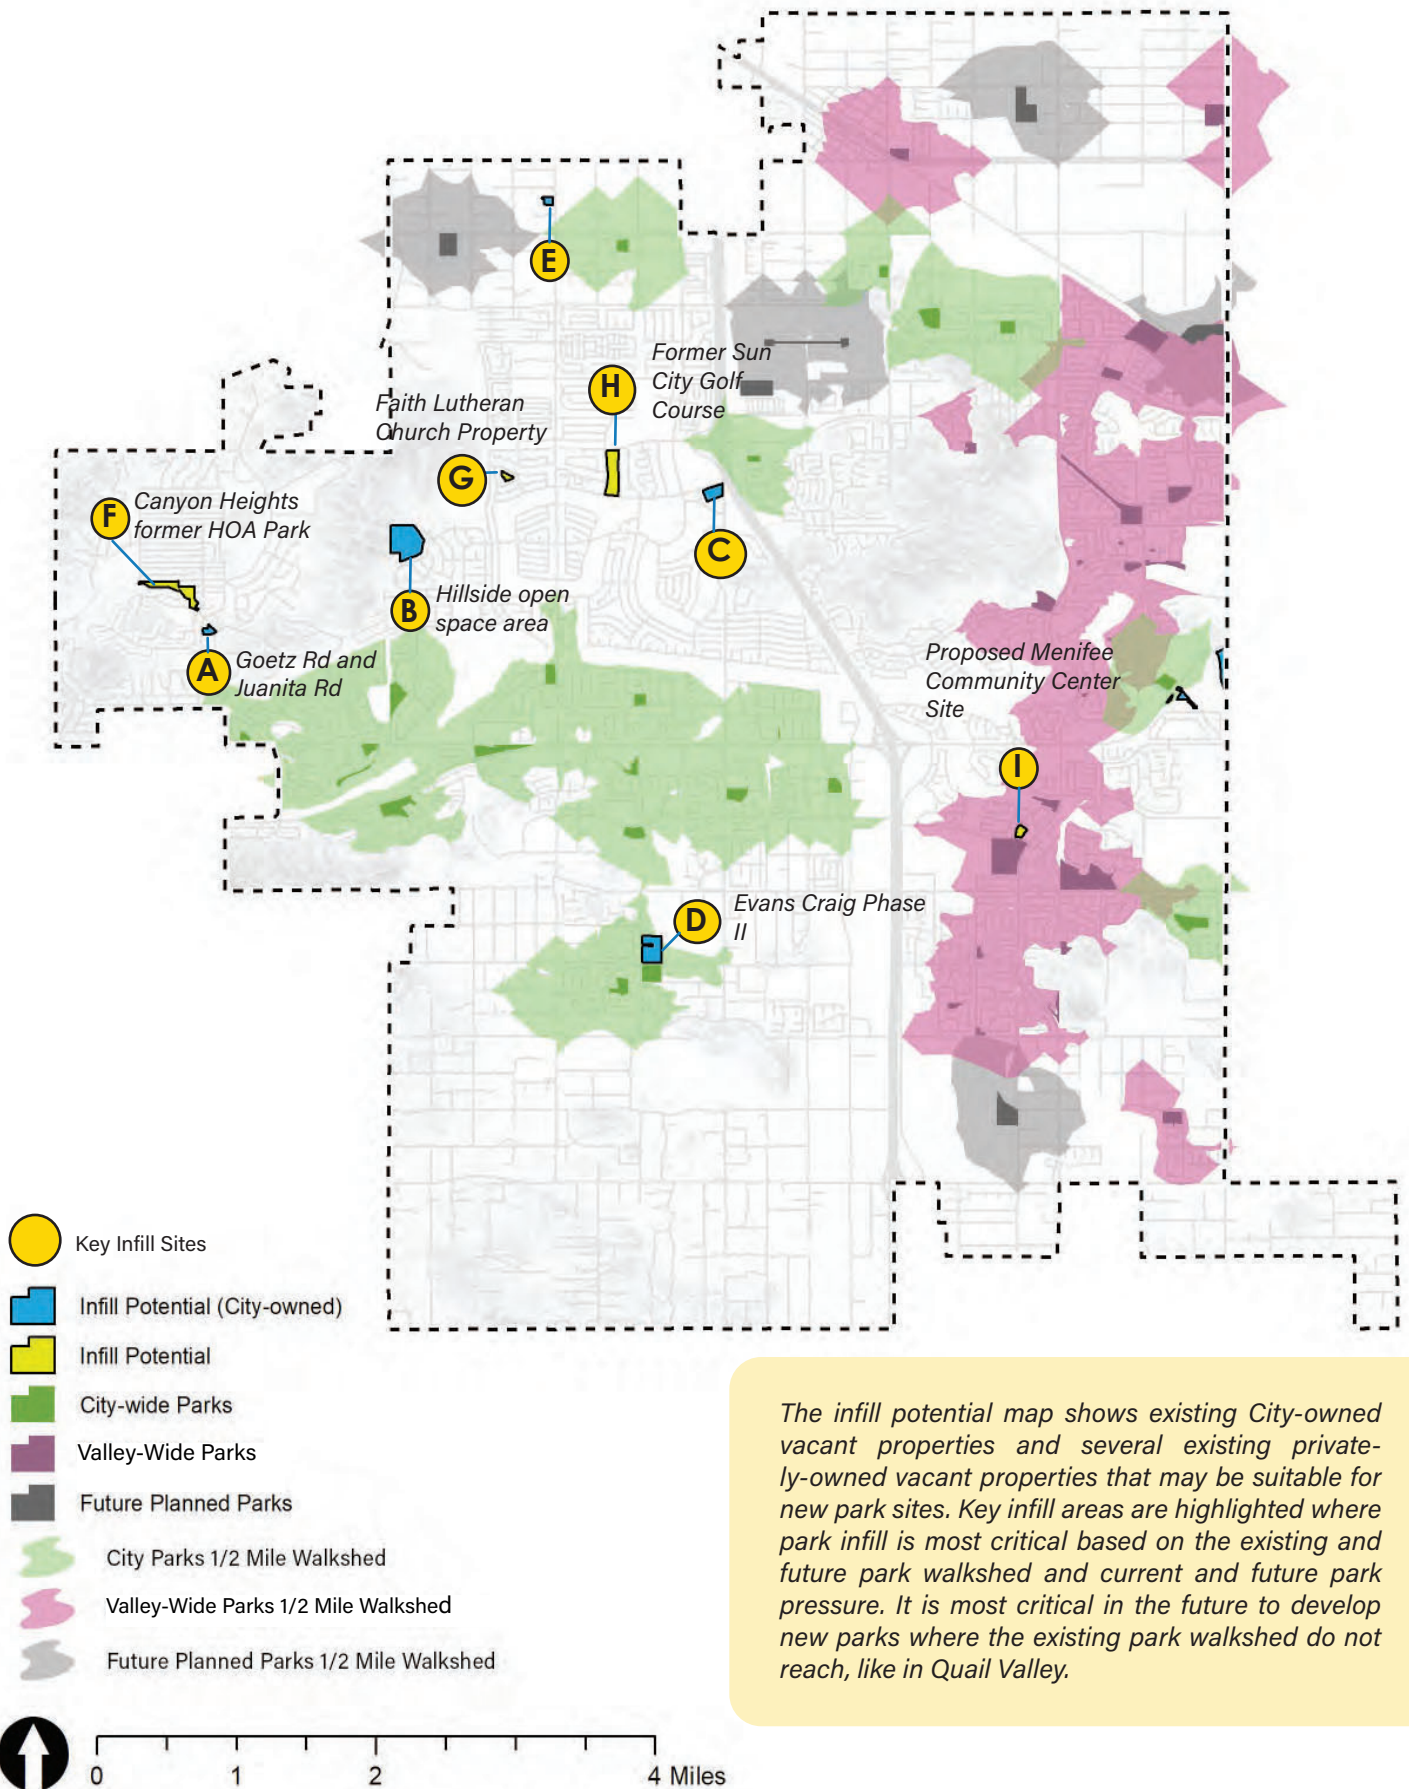 E
Former Sun
City Golf
Course
H
Faith Lutheran
Church Property
G
C
F
Canyon Heights
former HOA Park
B
Hillside open
space area
A
Goetz Rd and
Juanita Rd
Proposed Menifee
Community Center
Site
I
D
Evans Craig Phase
II
Key Infill Sites
Infill Potential (City-owned)
Infill Potential
City-wide Parks
Valley-Wide Parks
Future Planned Parks
City Parks 1/2 Mile Walkshed
Valley-Wide Parks 1/2 Mile Walkshed
Future Planned Parks 1/2 Mile Walkshed
0 1 2 4 Miles
The infill potential map shows existing City-owned
vacant properties and several existing private-
ly-owned vacant properties that may be suitable for
new park sites. Key infill areas are highlighted where
park infill is most critical based on the existing and
future park walkshed and current and future park
pressure. It is most critical in the future to develop
new parks where the existing park walkshed do not
reach, like in Quail Valley.